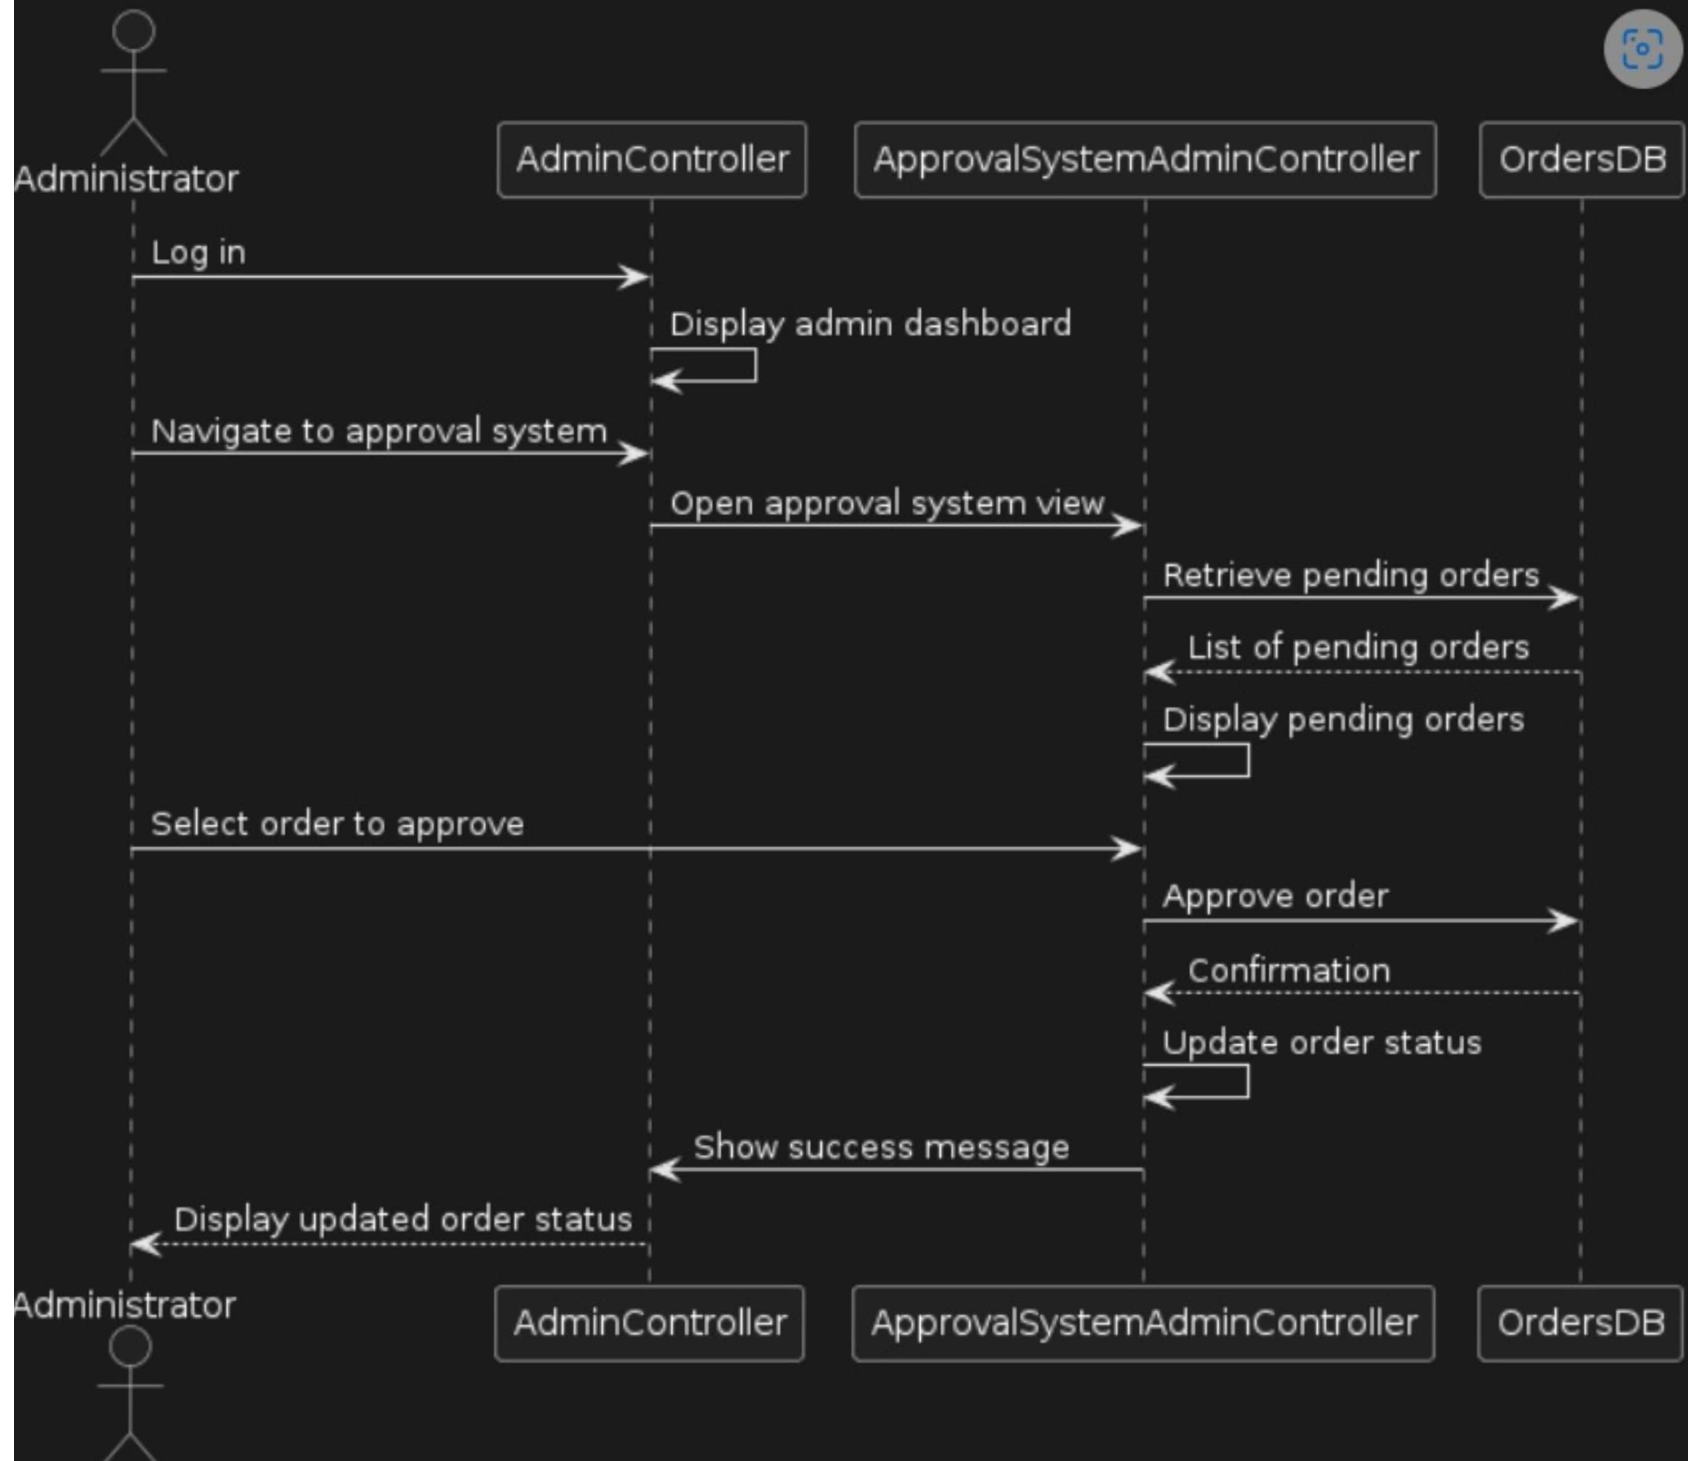 Administrator
AdminController
ApprovalSystemAdminController
OrdersDB
Log in
Display admin dashboard
Navigate to approval system
Open approval system view
Retrieve pending orders
List of pending orders
Display pending orders
Select order to approve
Approve order
Confirmation
Update order status
Show success message
Display updated order status
Administrator
AdminController
ApprovalSystemAdminController
OrdersDB